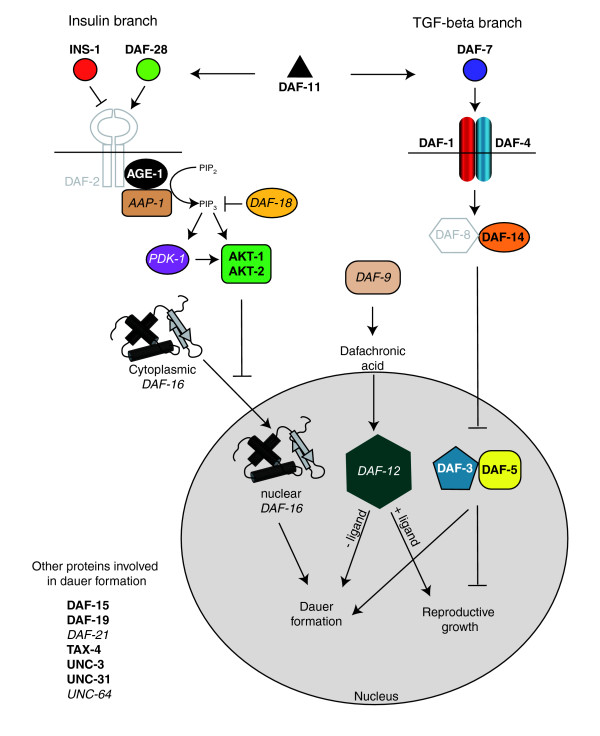 Insulin branch
TGF-beta branch
INS-1
DAF-28
DAF-7
DAF-11
DAF-1
DAF-4
DAF-2
AGE-1
AAP-1
PIP2
PIP3
DAF-18
DAF-8
DAF-14
PDK-1
AKT-1
AKT-2
DAF-9
Cytoplasmic
DAF-16
Dafachronic
acid
nuclear
DAF-16
DAF-12
DAF-3
DAF-5
- ligand
+ ligand
Dauer
formation
Reproductive
growth
Other proteins involved
in dauer formation
DAF-15
DAF-19
DAF-21
TAX-4
UNC-3
UNC-31
UNC-64
Nucleus